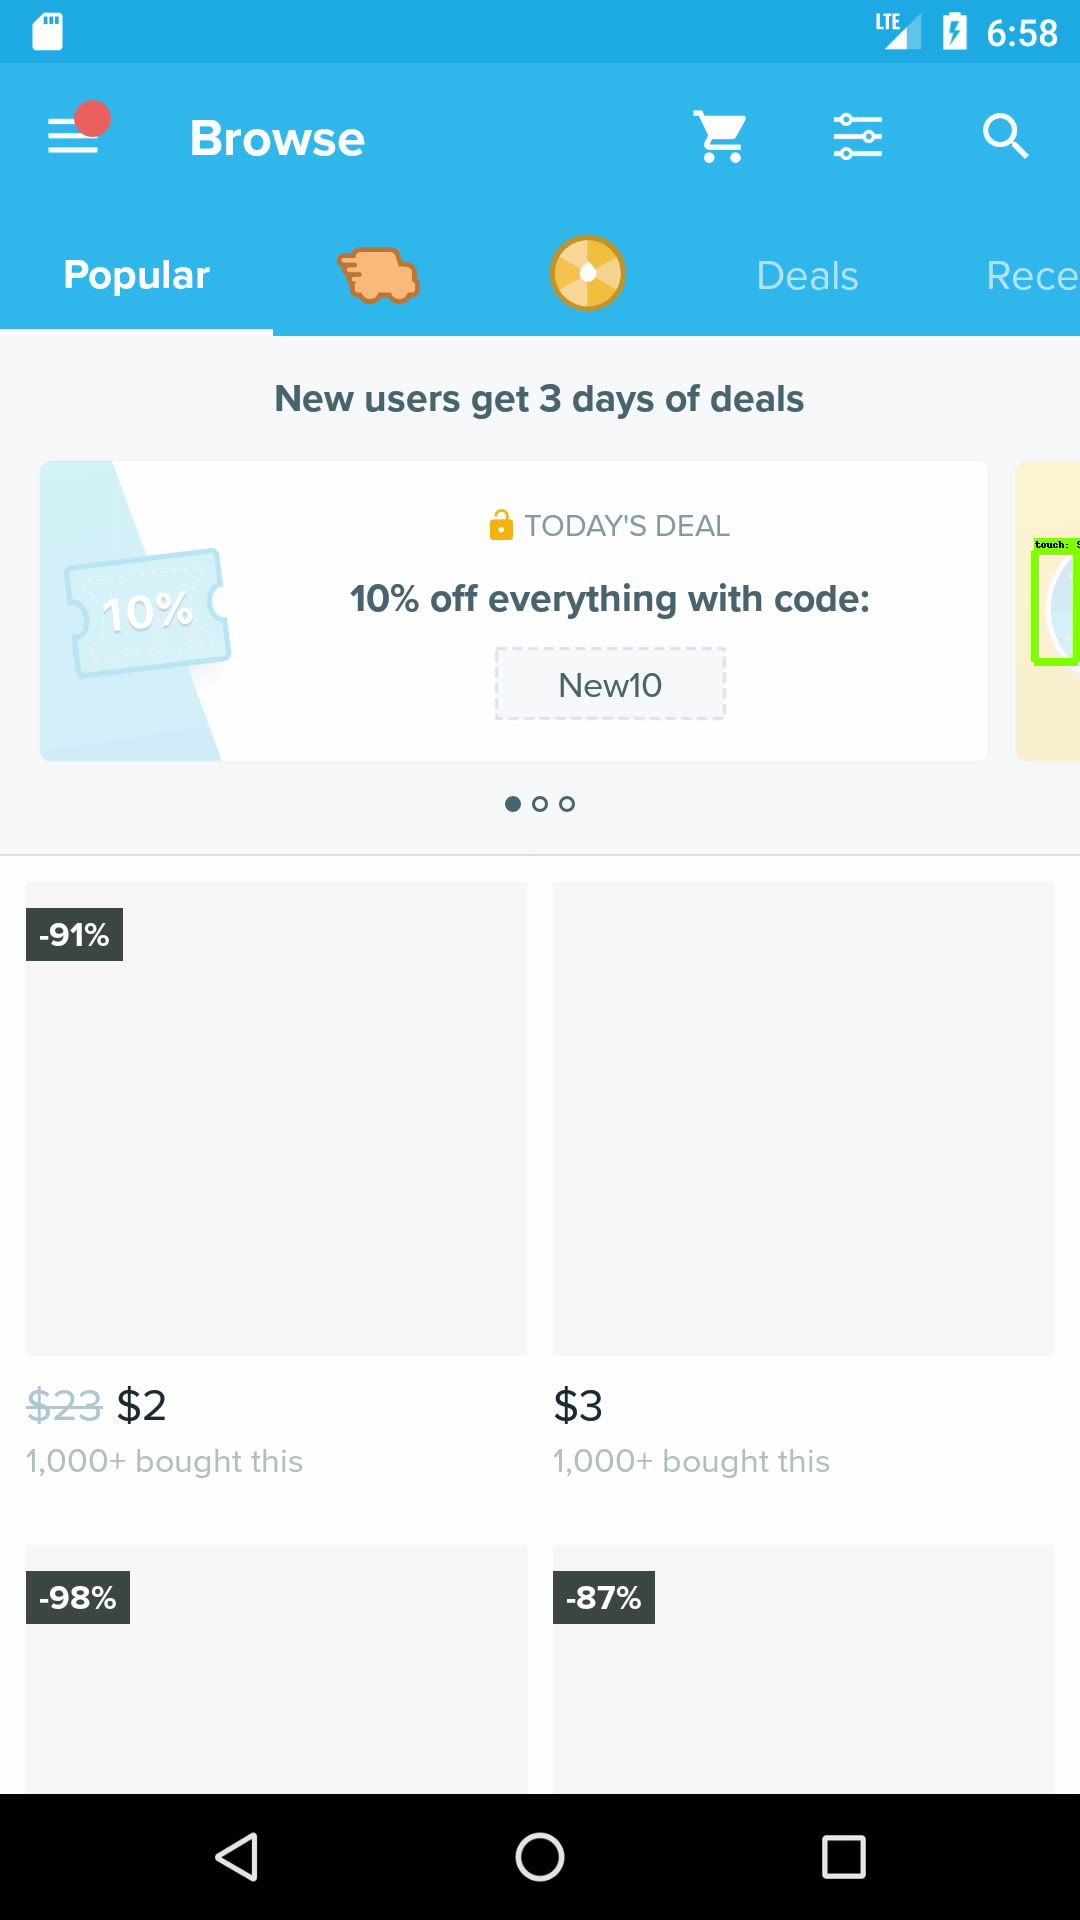 LTE 6:58
Browse
Popular Deals Rece
New users get 3 days of deals
TODAY'S DEAL
10%
10% off everything with code:
New10
touch:
-91%
$23 $2
$3
1,000+ bought this
1,000+ bought this
-98%
-87%